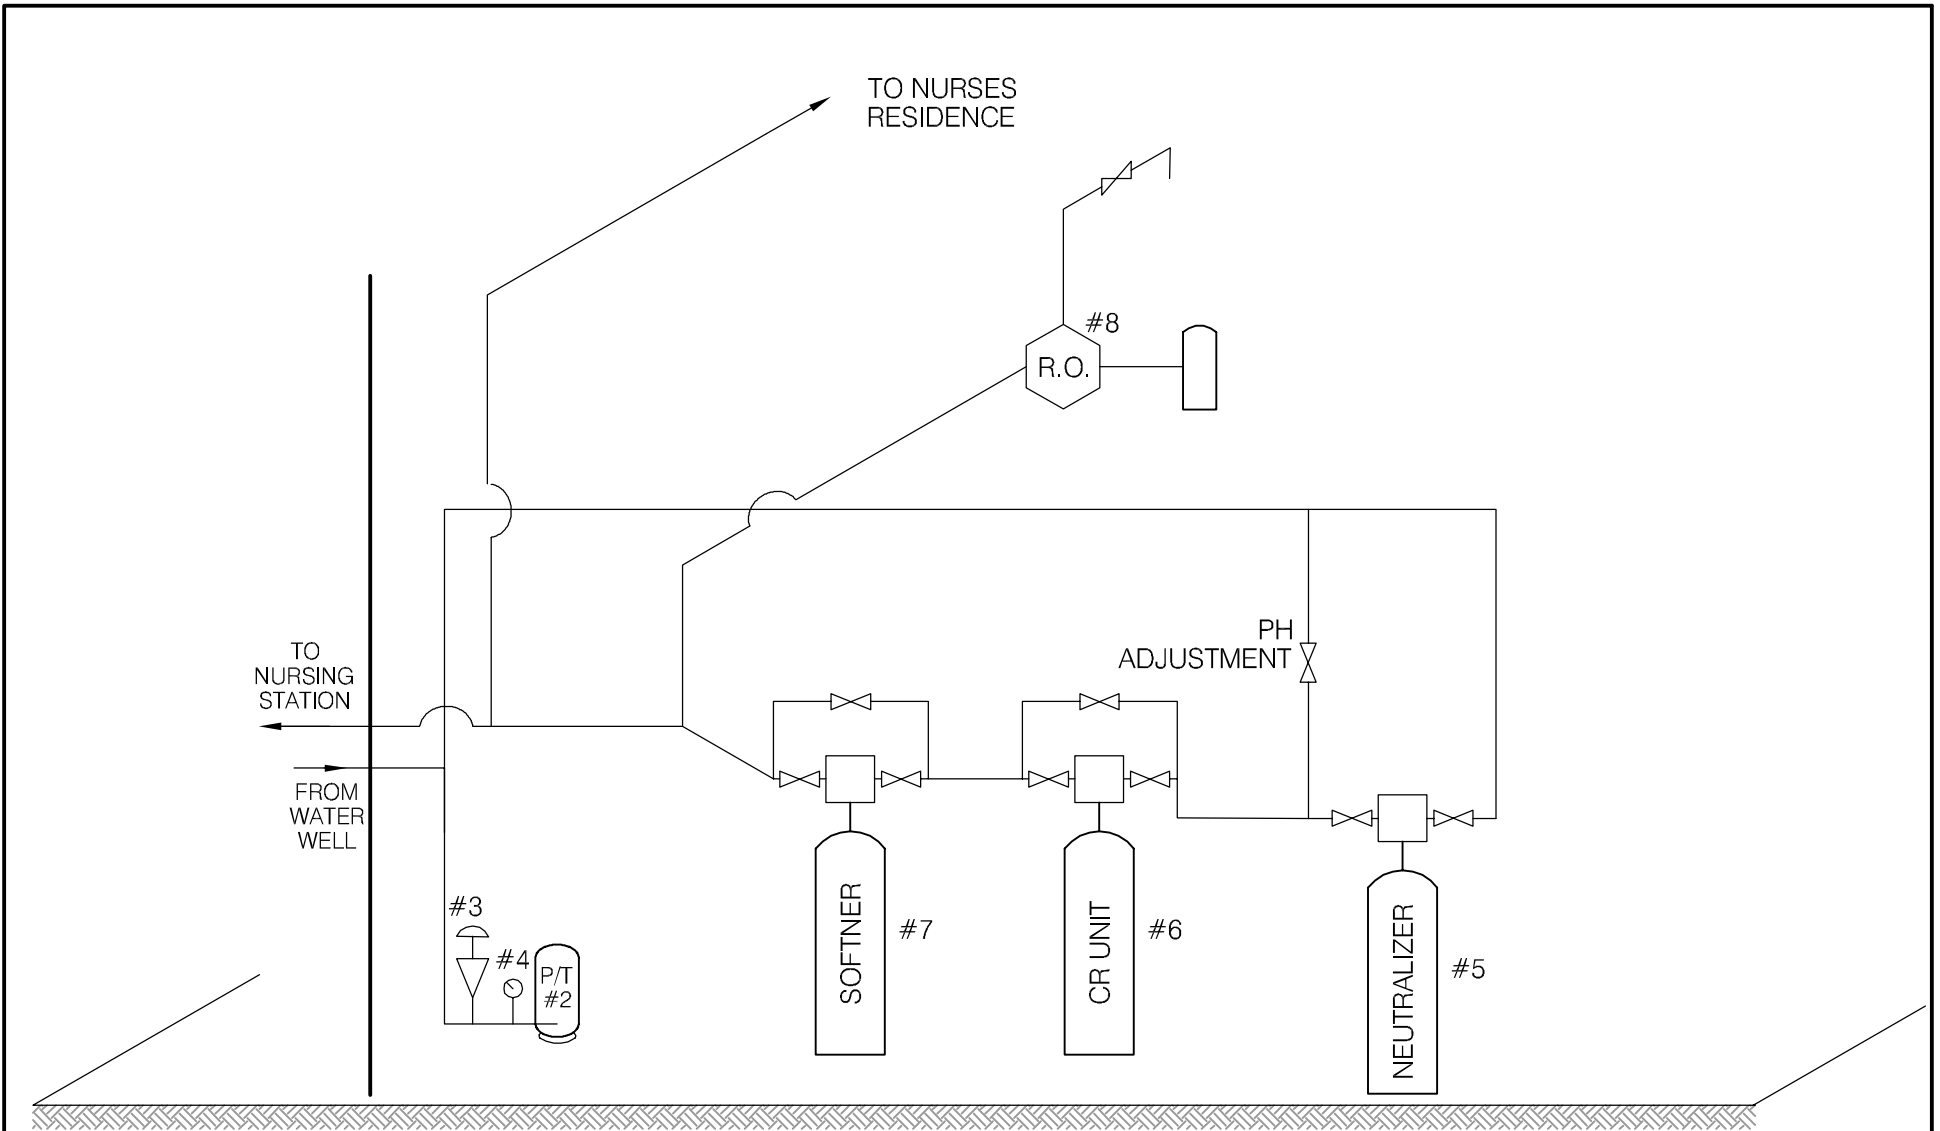 TO NURSES
RESIDENCE
#8
R.O.
PH
ADJUSTMENT
TO
NURSING
STATION
FROM
WATER
WELL
#3
#4
P/T
#2
SOFTNER
#7
CR UNIT
#6
NEUTRALIZER
#5